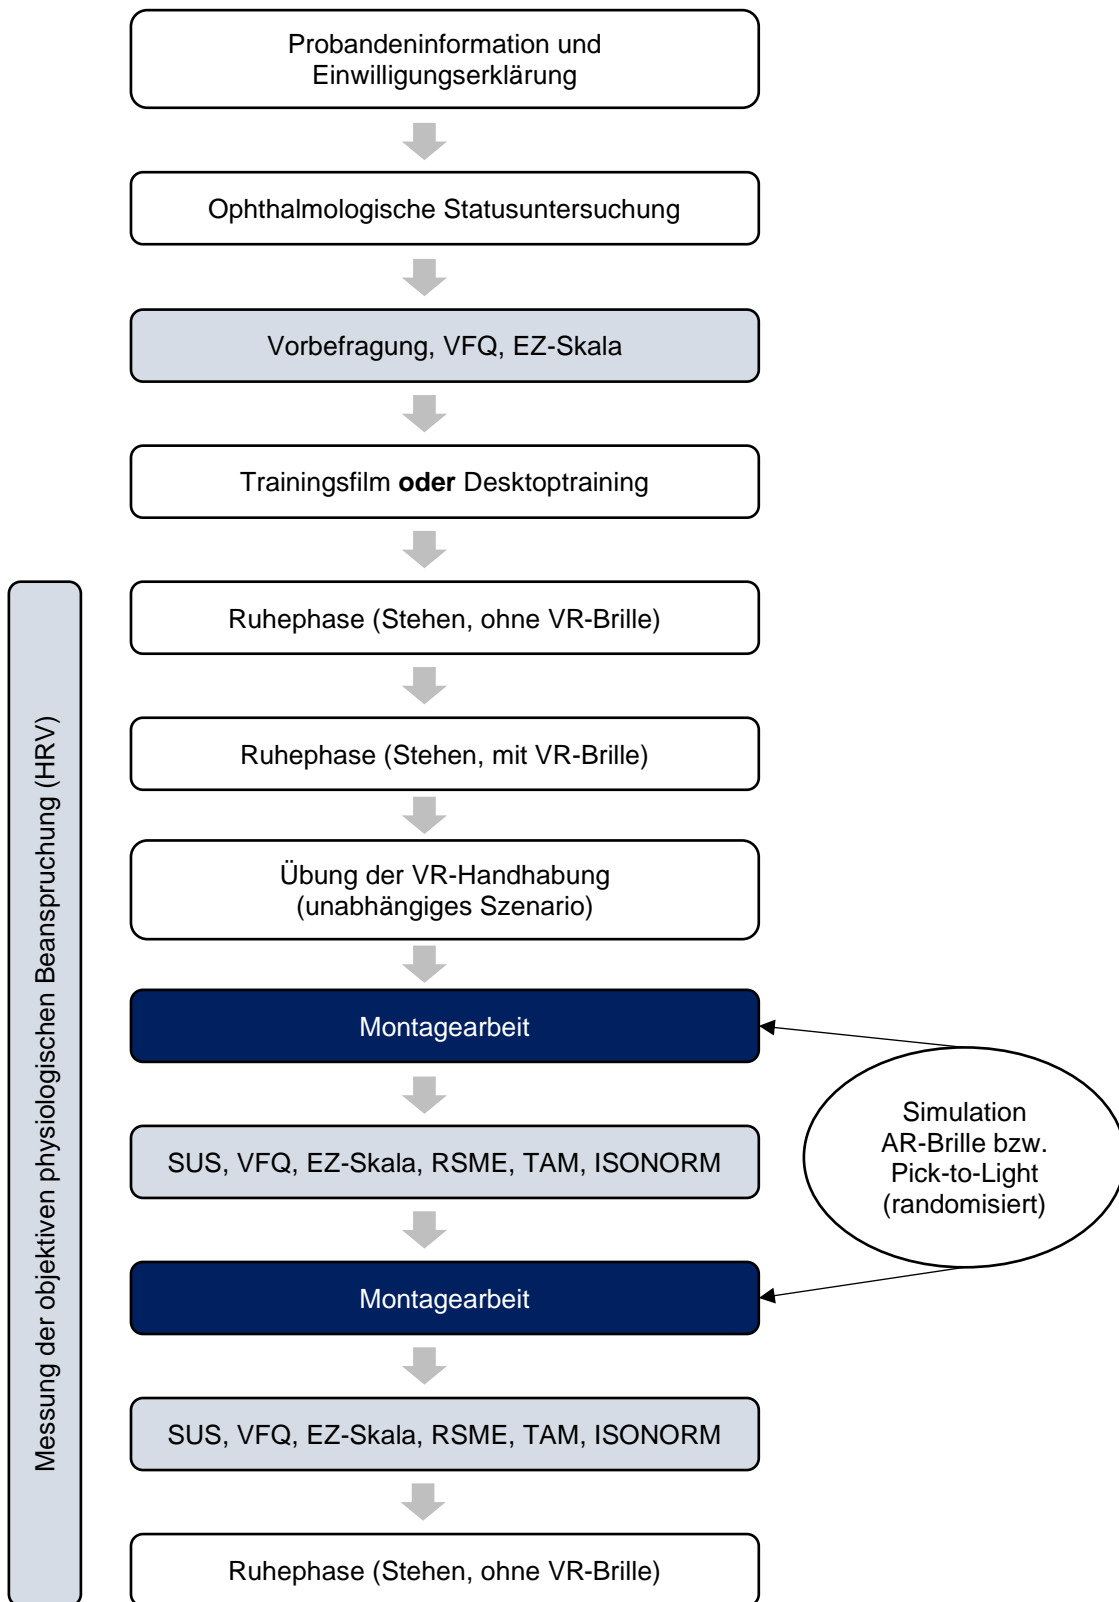 Probandeninformation und
Einwilligungserklärung
Ophthalmologische Statusuntersuchung
Vorbefragung, VFQ, EZ-Skala
Trainingsfilm oder Desktoptraining
Messung der objektiven physiologischen Beanspruchung (HRV)
Ruhephase (Stehen, ohne VR-Brille)
Ruhephase (Stehen, mit VR-Brille)
Übung der VR-Handhabung
(unabhängiges Szenario)
Montagearbeit
Simulation
AR-Brille bzw.
Pick-to-Light
(randomisiert)
SUS, VFQ, EZ-Skala, RSME, TAM, ISONORM
Montagearbeit
SUS, VFQ, EZ-Skala, RSME, TAM, ISONORM
Ruhephase (Stehen, ohne VR-Brille)